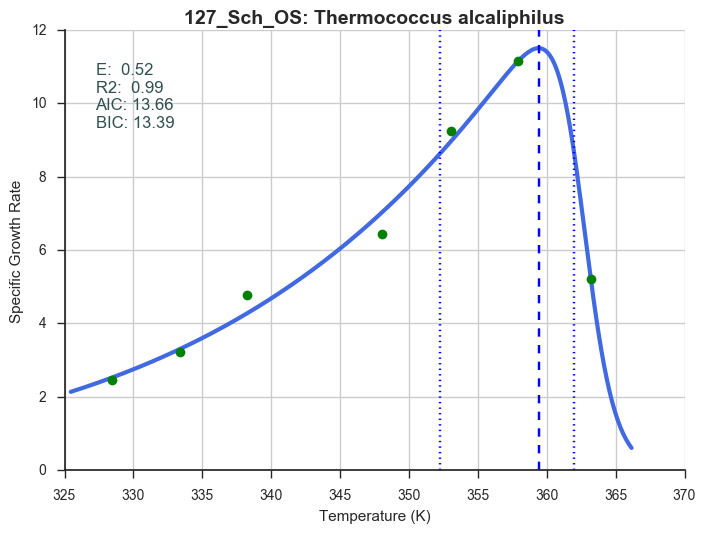 127_Sch_OS: Thermococcus alcaliphilus
E:  0.52
R2:  0.99
AIC: 13.66
BIC: 13.39
Specific Growth Rate
12
10
8
6
4
2
0
325 330 335 340 345 350 355 360 365 370
Temperature (K)